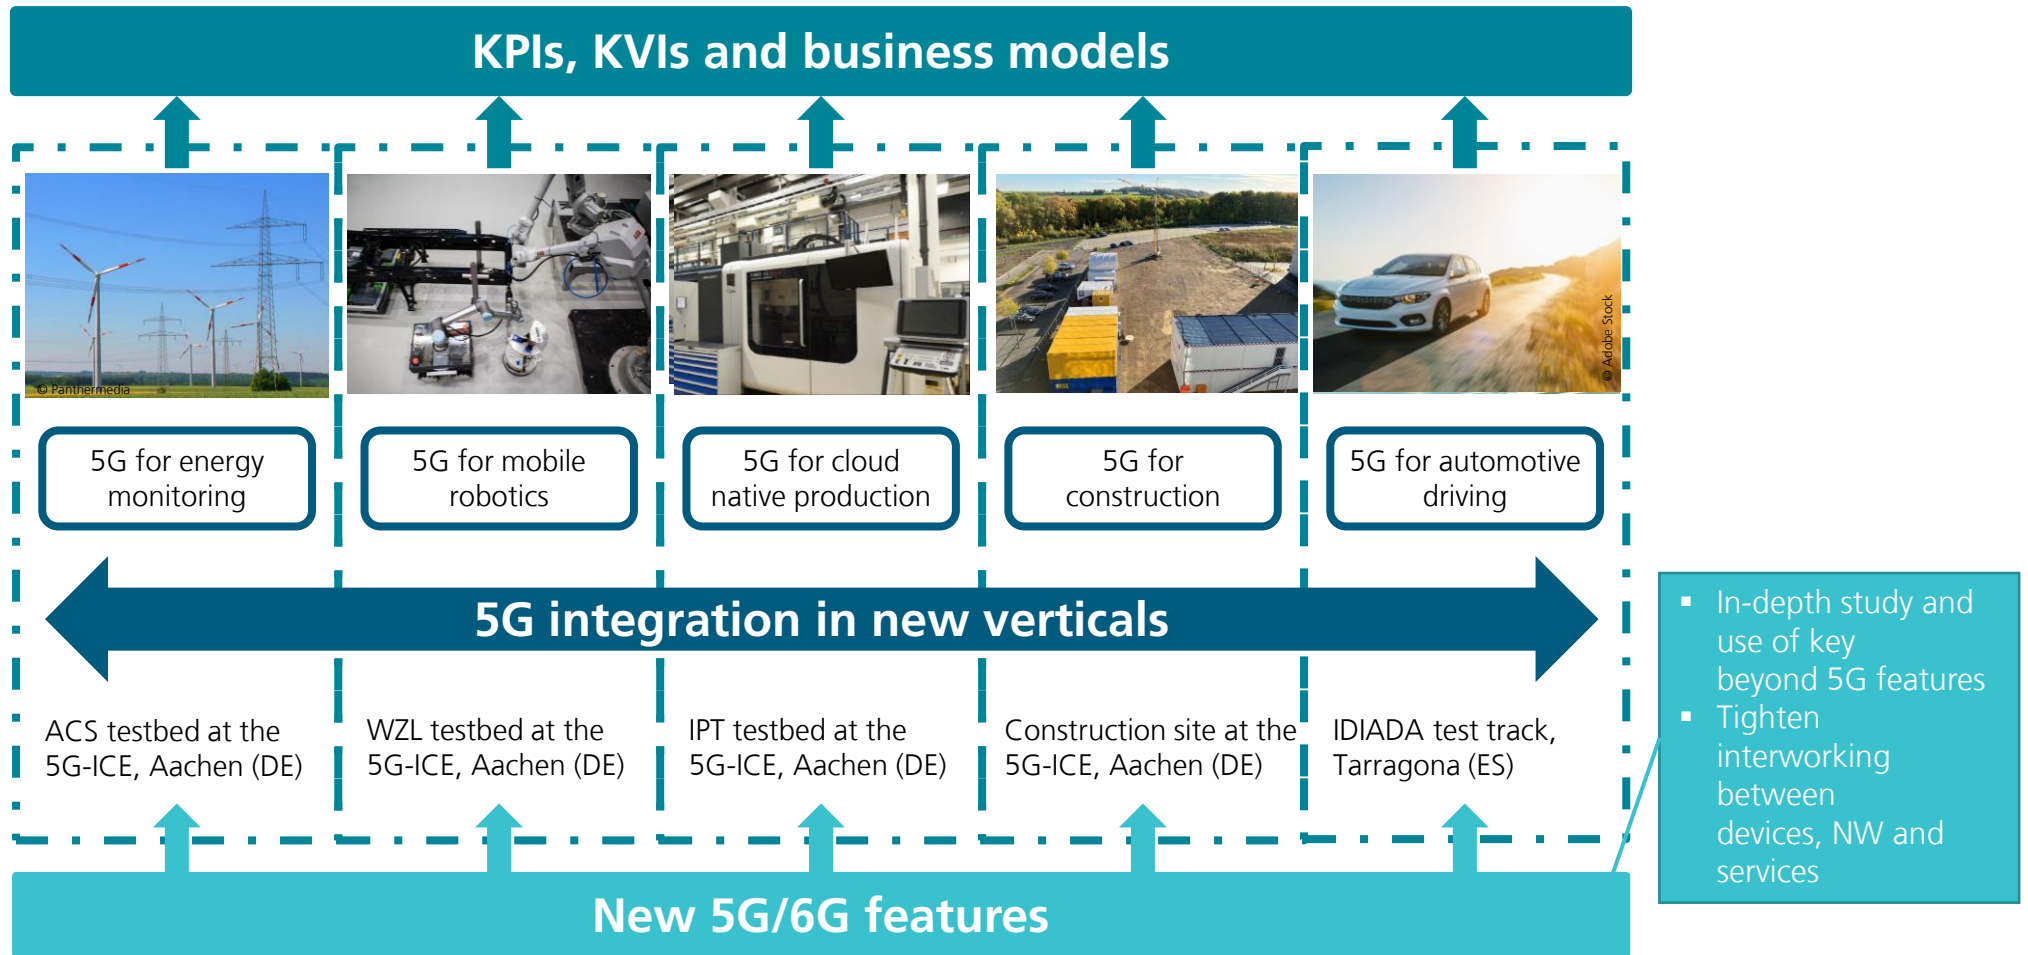 KPIs, KVIs and business models
© Panthermedia
© Adobe Stock
5G for energy
monitoring
5G for mobile
robotics
5G for cloud
native production
5G for
construction
5G for automotive
driving
5G integration in new verticals
ACS testbed at the
5G-ICE, Aachen (DE)
WZL testbed at the
5G-ICE, Aachen (DE)
IPT testbed at the
5G-ICE, Aachen (DE)
Construction site at the
5G-ICE, Aachen (DE)
IDIADA test track,
Tarragona (ES)
▪ In-depth study and
use of key
beyond 5G features
▪ Tighten
interworking
between
devices, NW and
services
New 5G/6G features